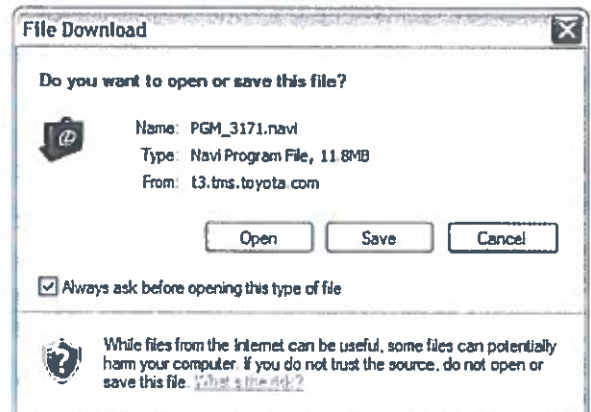 File Download
Do you want to open or save this file?
Name: PGM_3171.navi
Type: Navi Program File, 11.8MB
From: t3.tms.toyota.com
Open Save Cancel
Always ask before opening this type of file
While files from the Internet can be useful, some files can potentially
harm your computer. If you do not trust the source, do not open or
save this file. What's the risk?